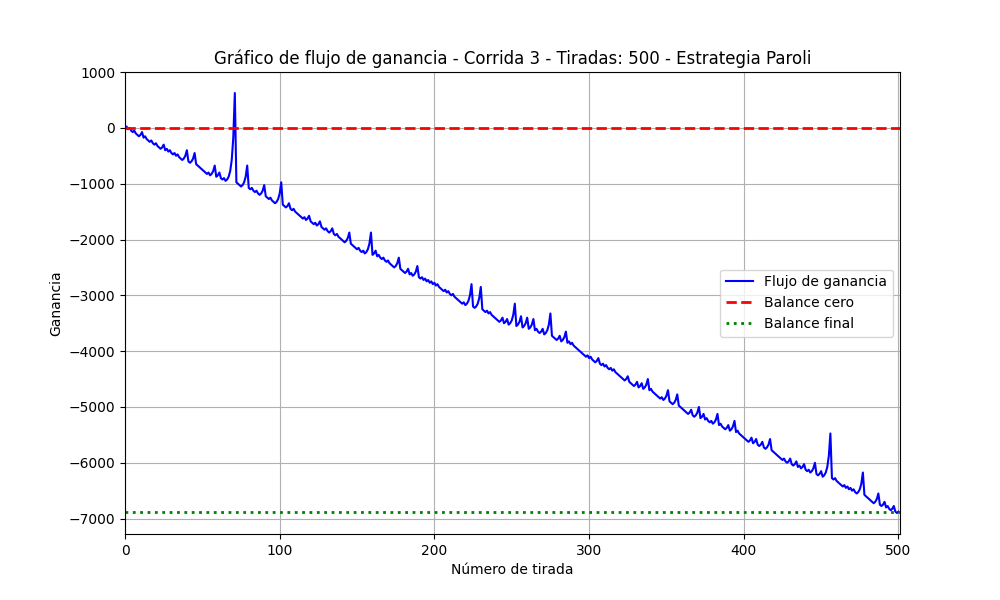 Gráfico de flujo de ganancia - Corrida 3 - Tiradas: 500 - Estrategia Paroli
1000
0
−1000
−2000
−3000
−4000
−5000
−6000
−7000
Ganancia
Flujo de ganancia
Balance cero
Balance final
0 100 200 300 400 500
Número de tirada